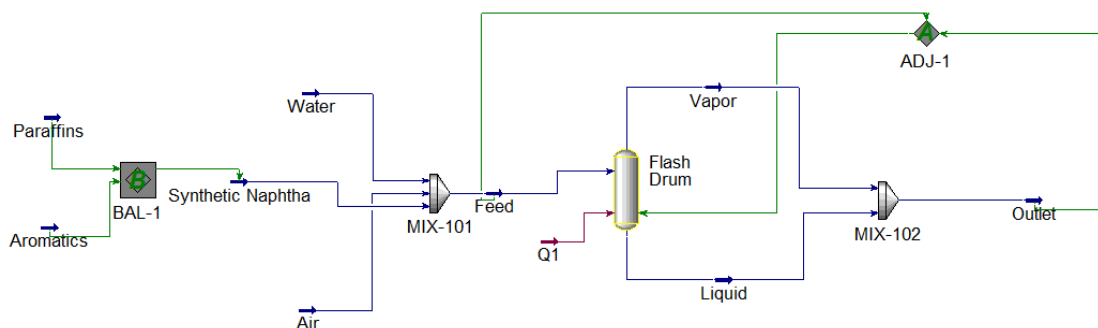 A
ADJ-1
Water
Vapor
Paraffins
B
BAL-1
Synthetic Naphtha
Aromatics
MIX-101
Feed
Flash
Drum
Q1
MIX-102
Outlet
Liquid
Air